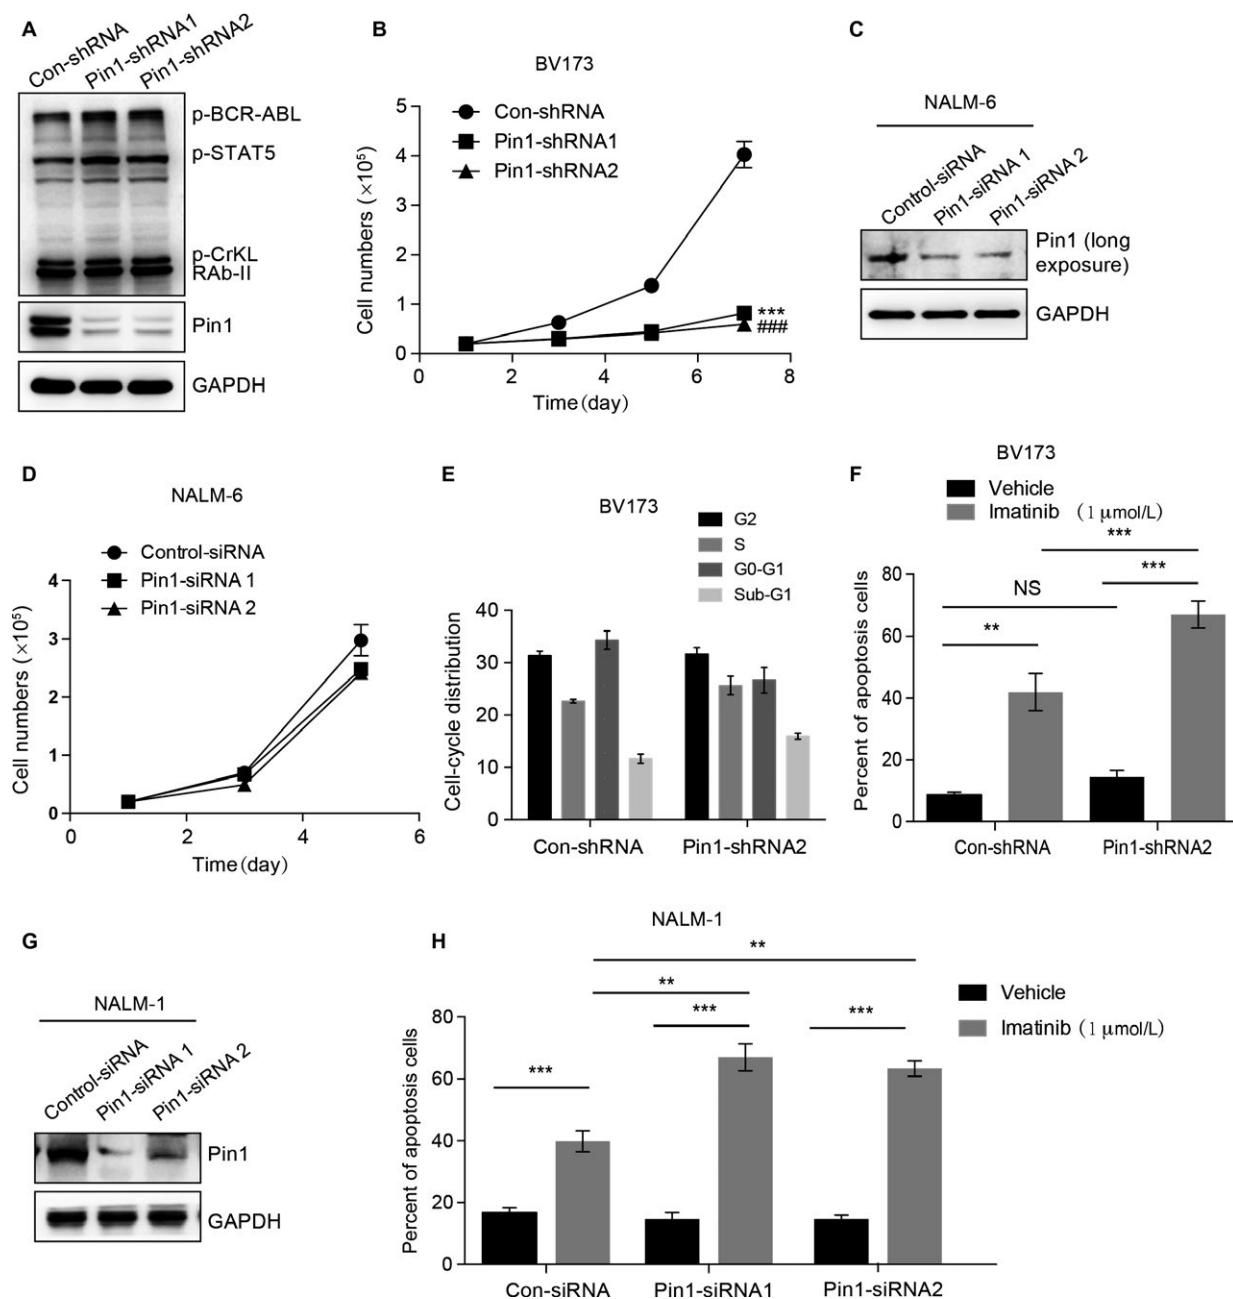 A
Con-shRNA
Pin1-shRNA1
Pin1-shRNA2
p-BCR-ABL
p-STAT5
p-CrKL
RAb-II
Pin1
GAPDH
B
BV173
Con-shRNA
Pin1-shRNA1
Pin1-shRNA2
Cell numbers (×10⁵)
5
4
3
2
1
0
***
###
0 2 4 6 8
Time(day)
C
NALM-6
Control-siRNA
Pin1-siRNA 1
Pin1-siRNA 2
Pin1 (long
exposure)
GAPDH
D
NALM-6
Control-siRNA
Pin1-siRNA 1
Pin1-siRNA 2
Cell numbers (×10⁵)
4
3
2
1
0
0 2 4 6
Time(day)
E
BV173
G2
S
G0-G1
Sub-G1
Cell-cycle distribution
40
30
20
10
0
Con-shRNA Pin1-shRNA2
F
BV173
Vehicle
Imatinib (1 μmol/L)
***
***
NS
**
Percent of apoptosis cells
80
60
40
20
0
Con-shRNA Pin1-shRNA2
G
NALM-1
Control-siRNA
Pin1-siRNA 1
Pin1-siRNA 2
Pin1
GAPDH
H
NALM-1
**
**
***
***
***
Vehicle
Imatinib (1 μmol/L)
Percent of apoptosis cells
80
60
40
20
0
Con-siRNA Pin1-siRNA1 Pin1-siRNA2